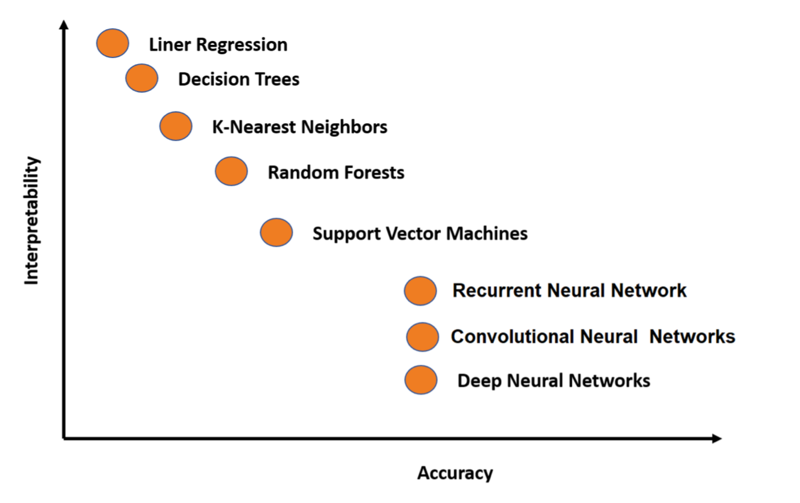 Liner Regression
Decision Trees
K-Nearest Neighbors
Random Forests
Support Vector Machines
Recurrent Neural Network
Convolutional Neural  Networks
Deep Neural Networks
Interpretability
Accuracy